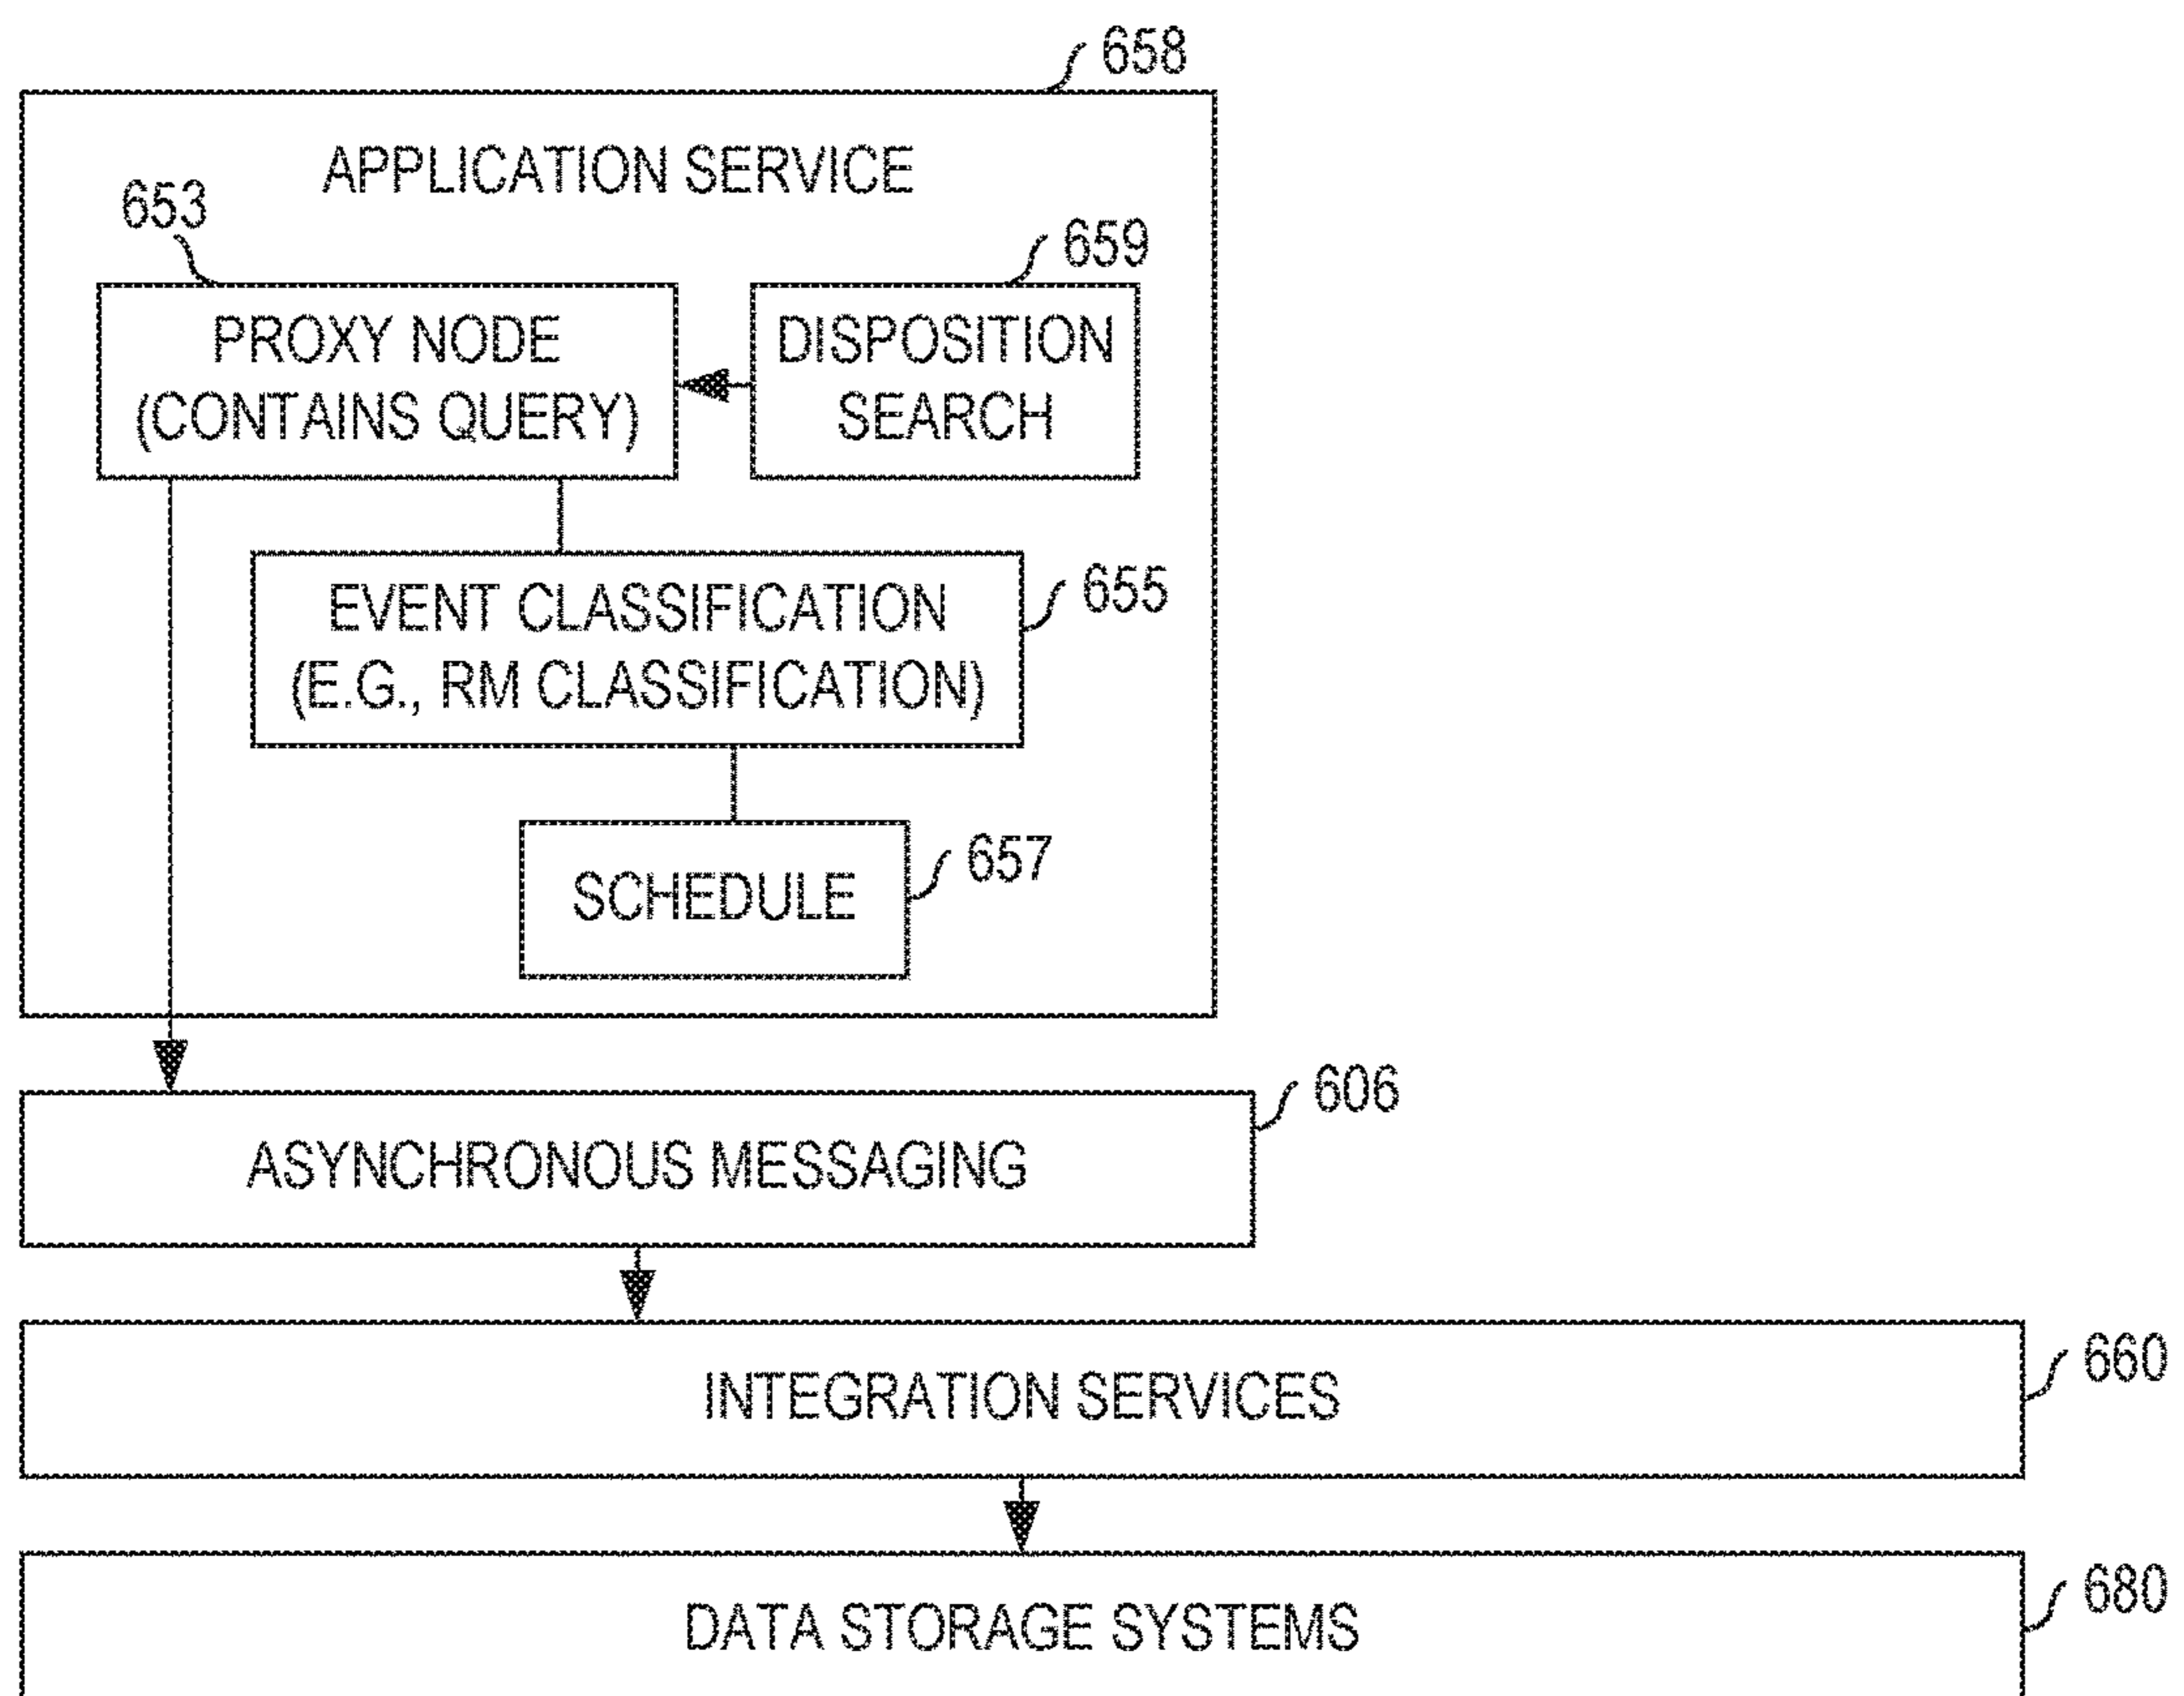 658
APPLICATION SERVICE
653
659
PROXY NODE
(CONTAINS QUERY)
DISPOSITION
SEARCH
EVENT CLASSIFICATION
(E.G., RM CLASSIFICATION)
655
SCHEDULE
657
606
ASYNCHRONOUS MESSAGING
INTEGRATION SERVICES
660
DATA STORAGE SYSTEMS
680